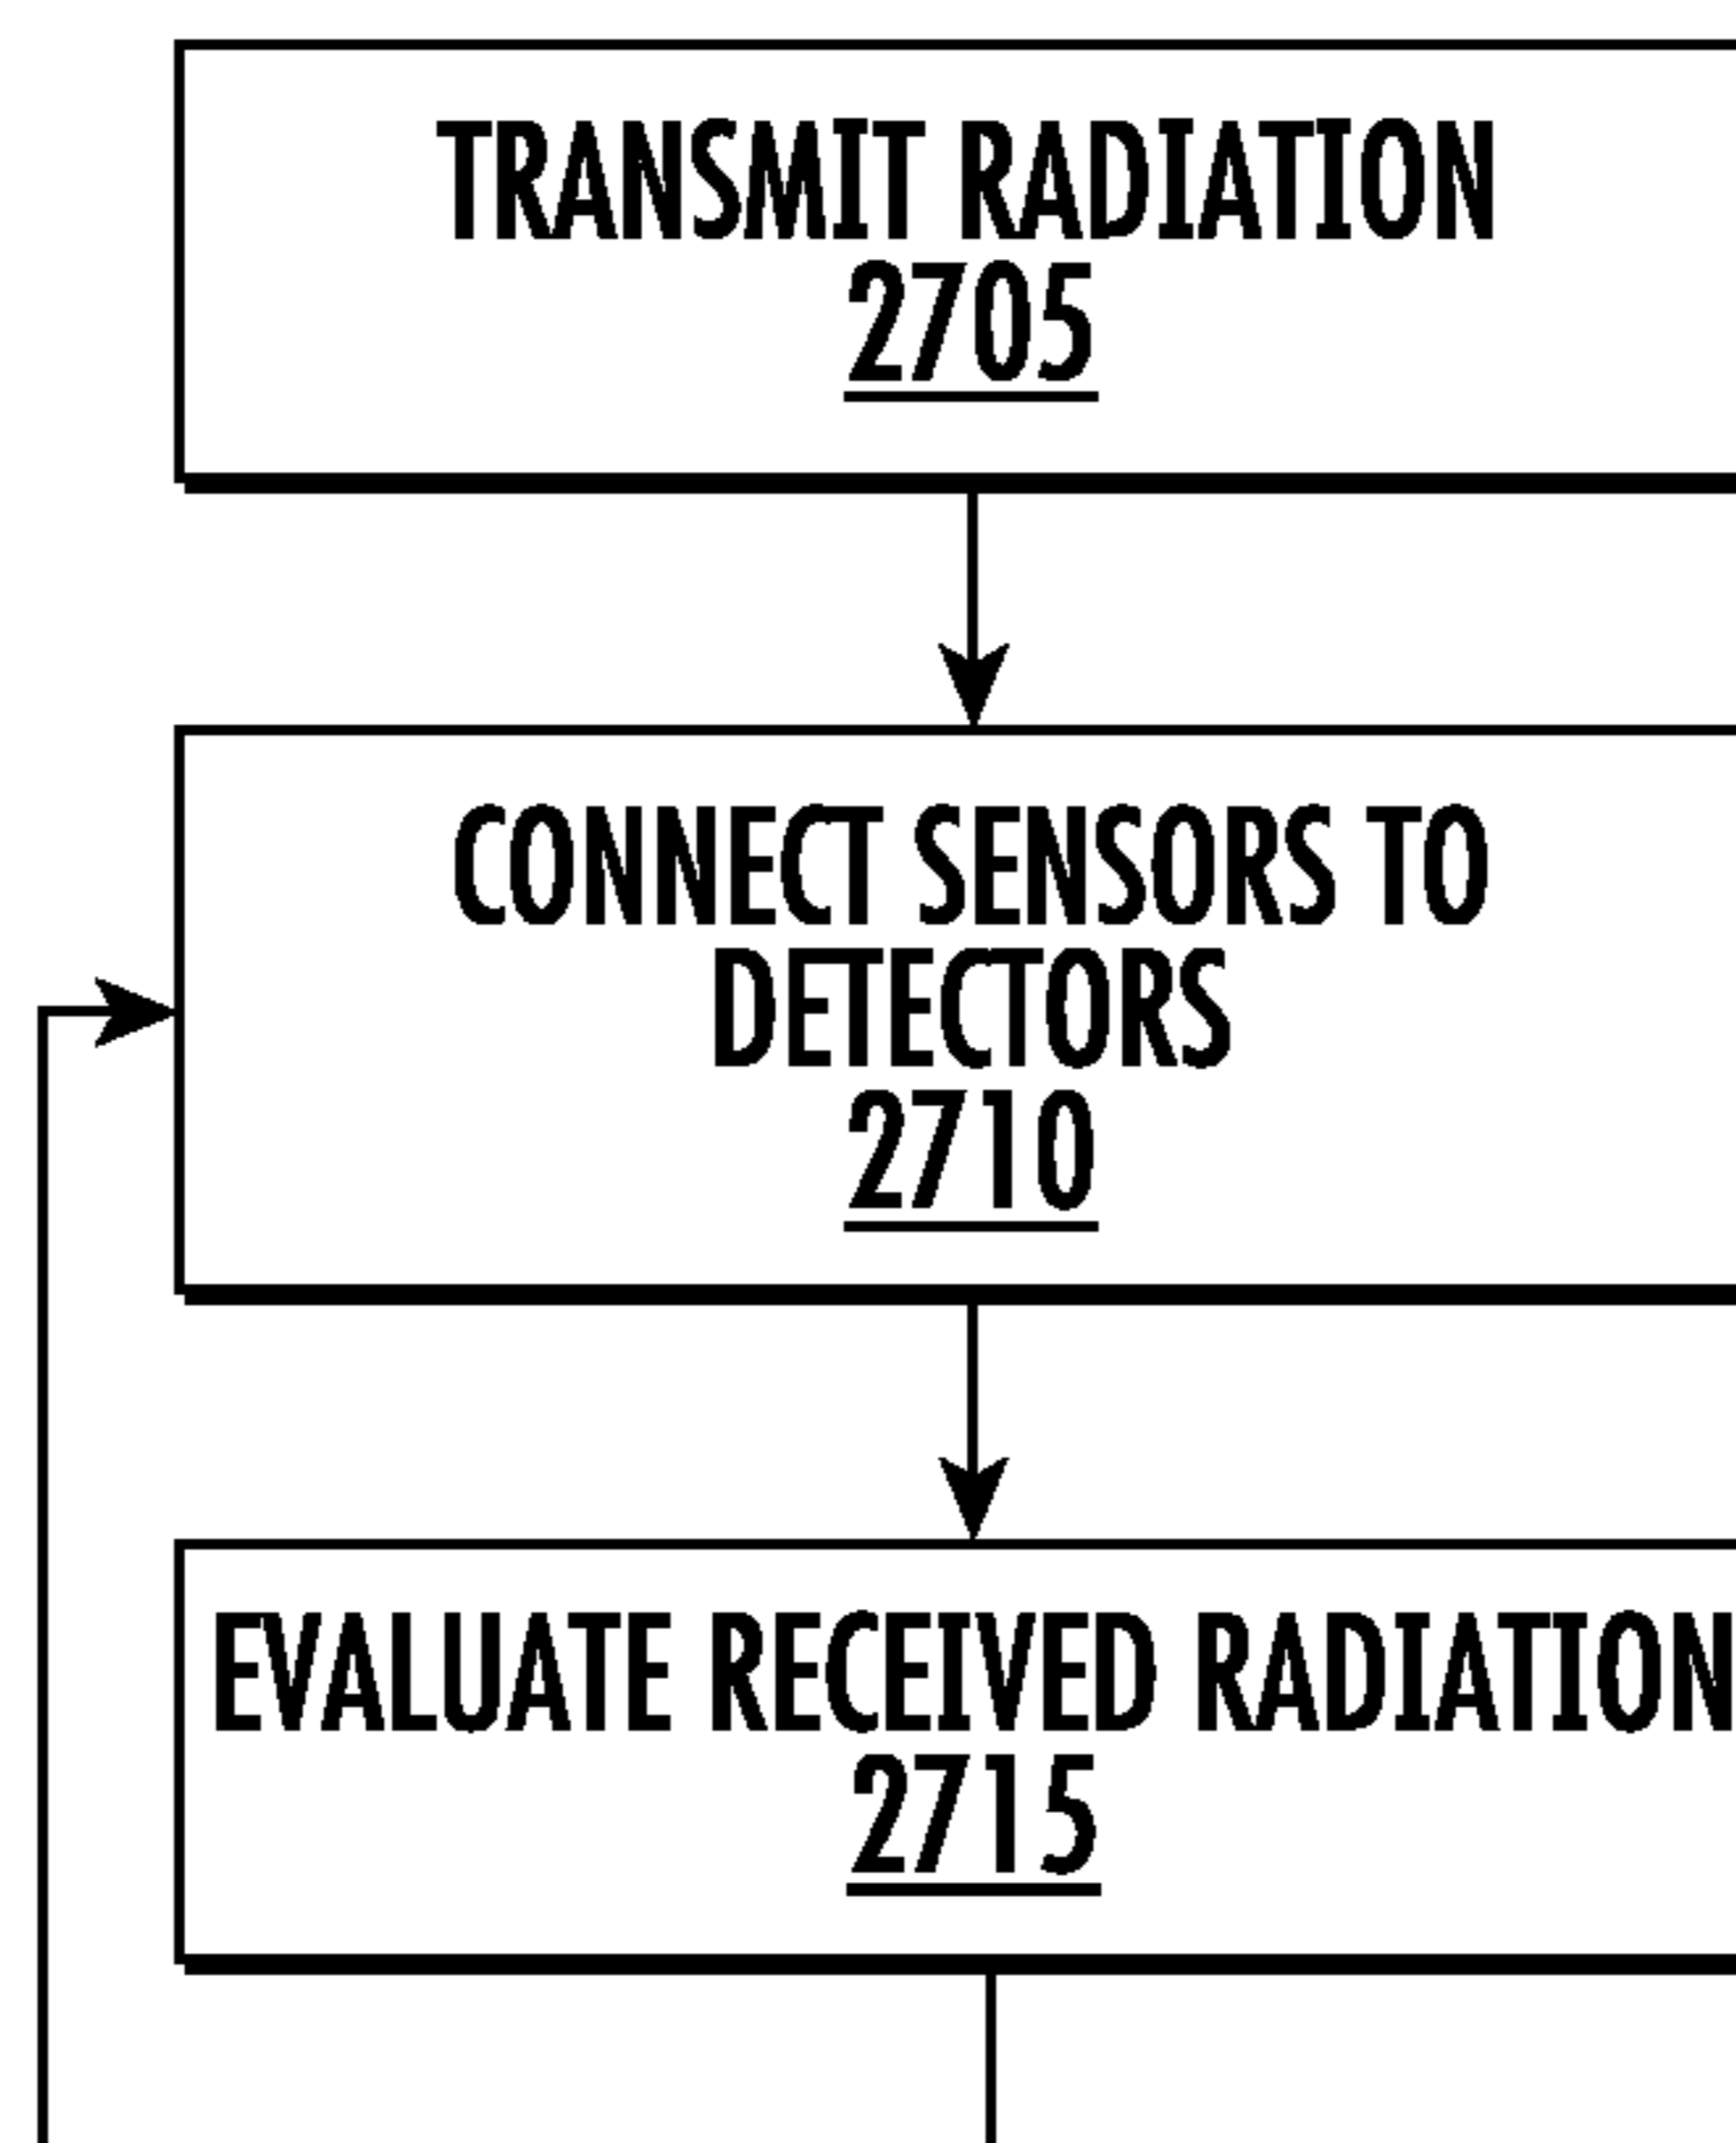 TRANSMIT RADIATION
2705
CONNECT SENSORS TO
DETECTORS
2710
EVALUATE RECEIVED RADIATION
2715